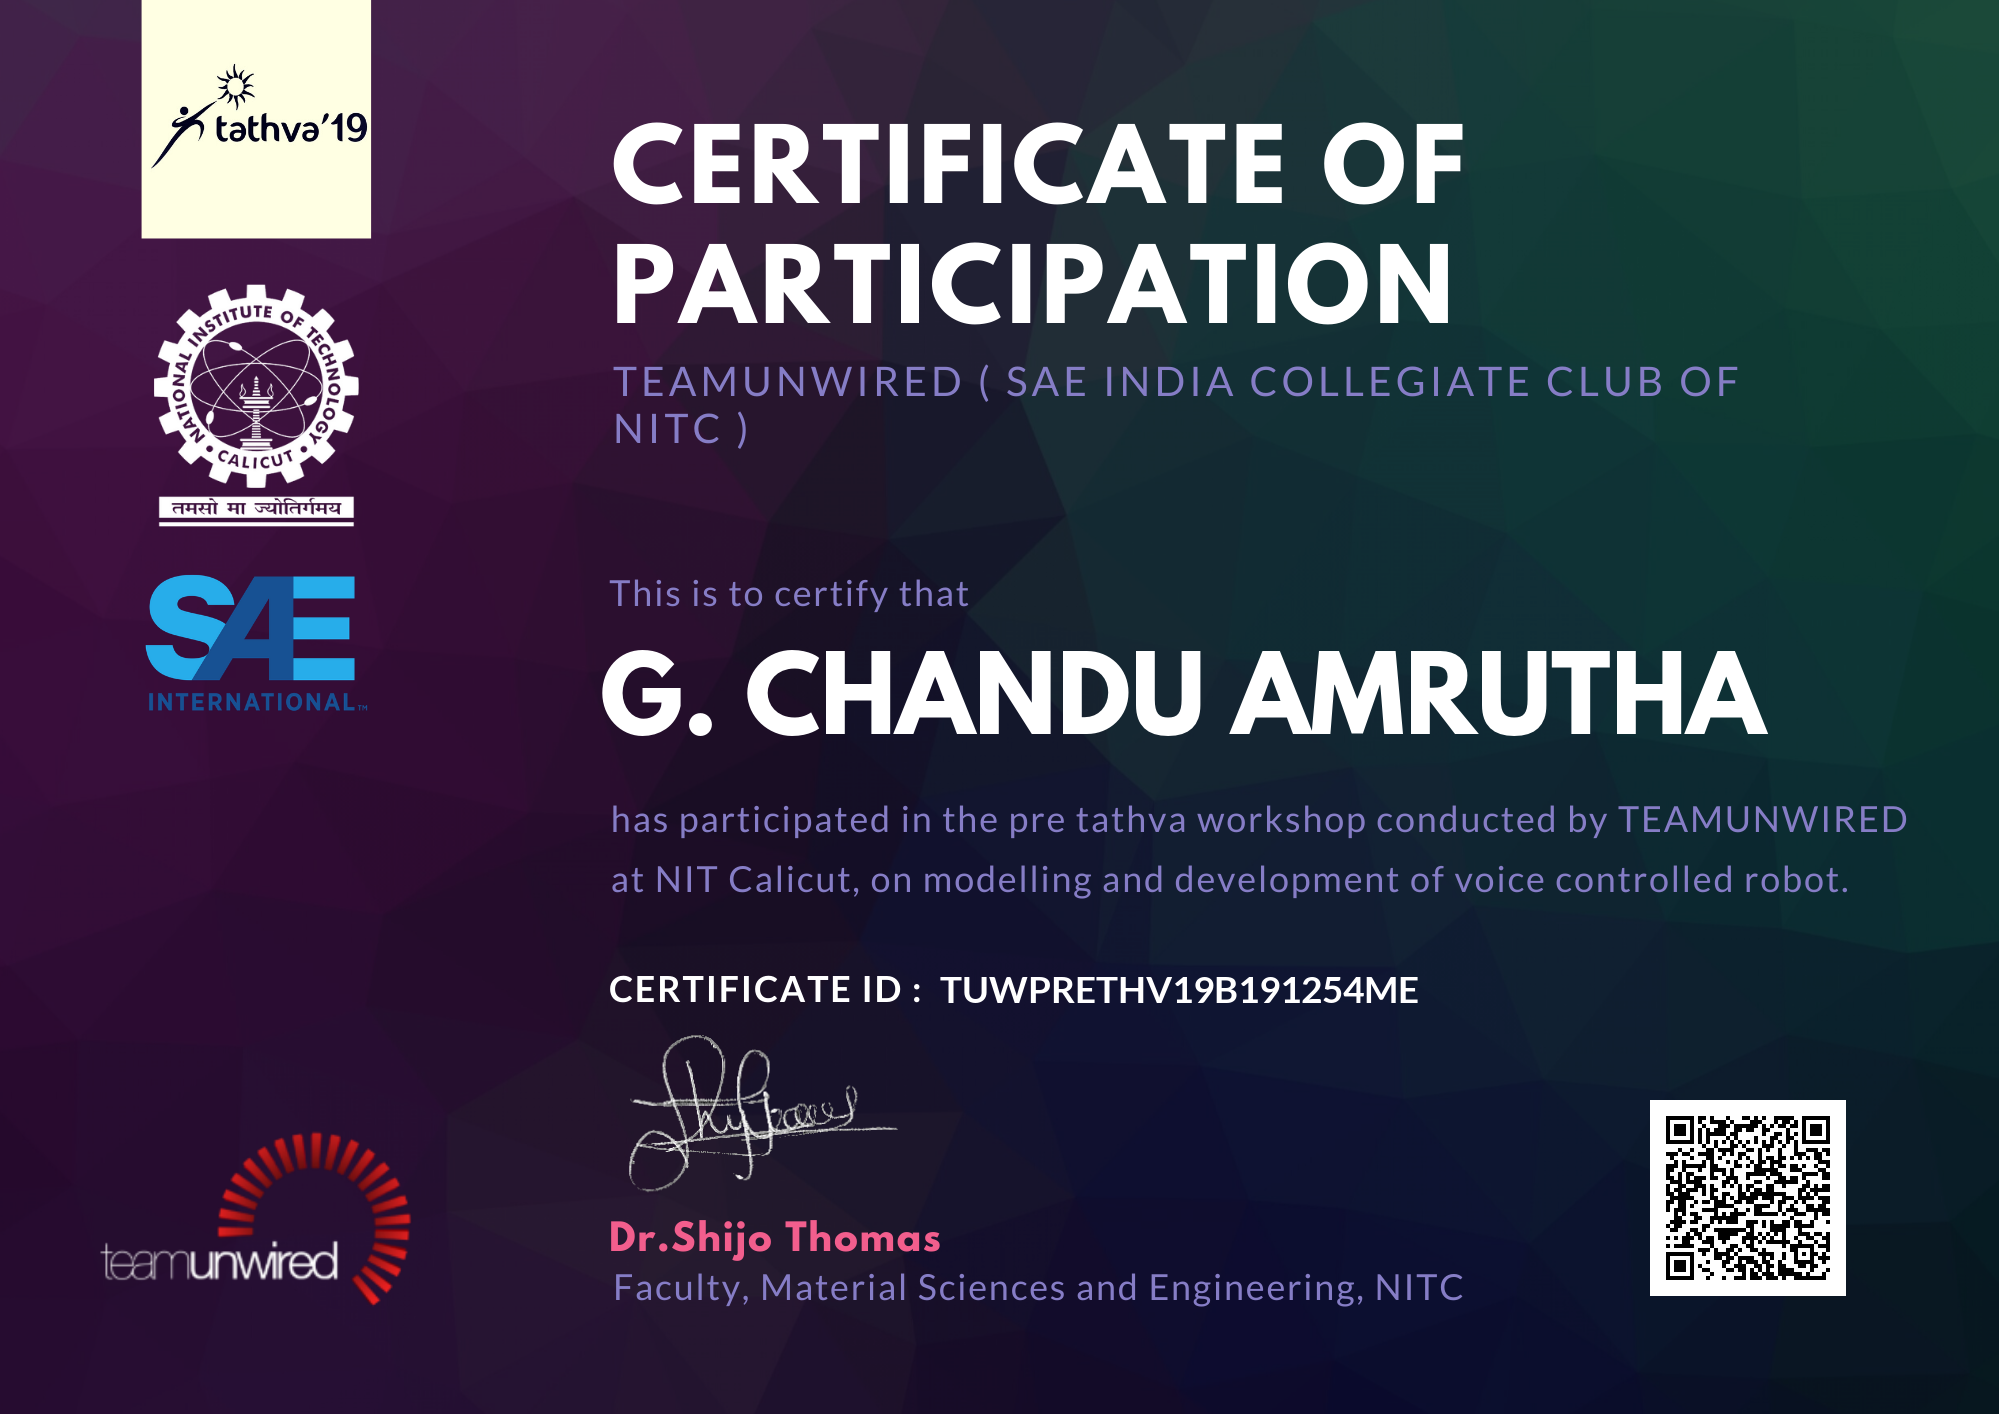 tathva'19
NATIONAL INSTITUTE OF TECHNOLOGY
• CALICUT •
तमसो मा ज्योतिर्गमय
SAE
INTERNATIONAL™
teamunwired
CERTIFICATE OF
PARTICIPATION
TEAMUNWIRED ( SAE INDIA COLLEGIATE CLUB OF
NITC )
This is to certify that
G. CHANDU AMRUTHA
has participated in the pre tathva workshop conducted by TEAMUNWIRED
at NIT Calicut, on modelling and development of voice controlled robot.
CERTIFICATE ID : TUWPRETHV19B191254ME
Dr.Shijo Thomas
Faculty, Material Sciences and Engineering, NITC